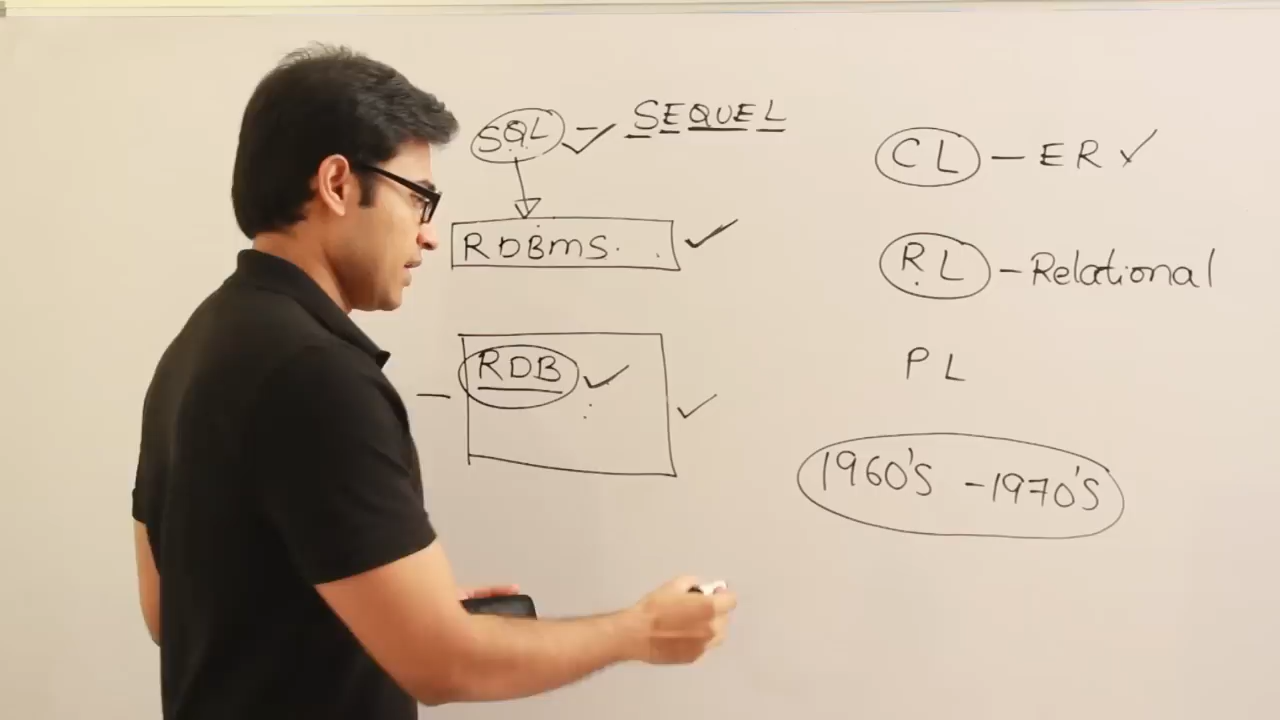 SQL - SEQUEL
RDBMS
RDB
CL - ER
RL - Relational
PL
1960'S - 1970'S